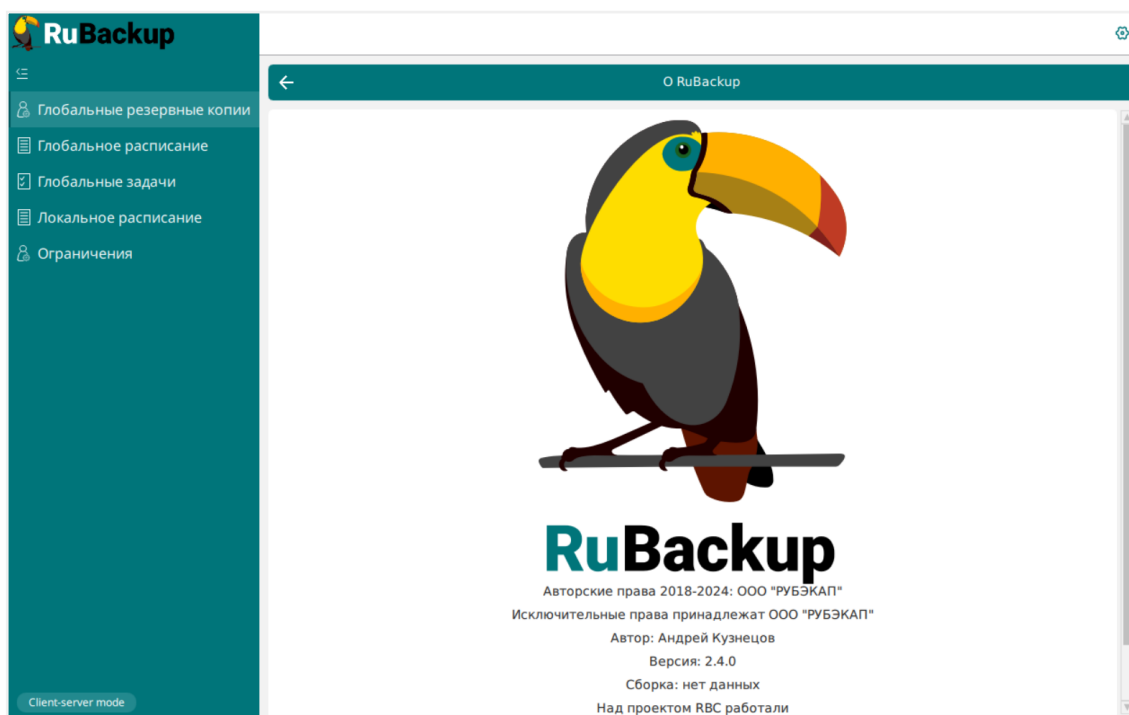 RuBackup
О RuBackup
Глобальные резервные копии
Глобальное расписание
Глобальные задачи
Локальное расписание
Ограничения
RuBackup
Авторские права 2018-2024: ООО "РУБЭКАП"
Исключительные права принадлежат ООО "РУБЭКАП"
Автор: Андрей Кузнецов
Версия: 2.4.0
Сборка: нет данных
Над проектом RBC работали
Client-server mode